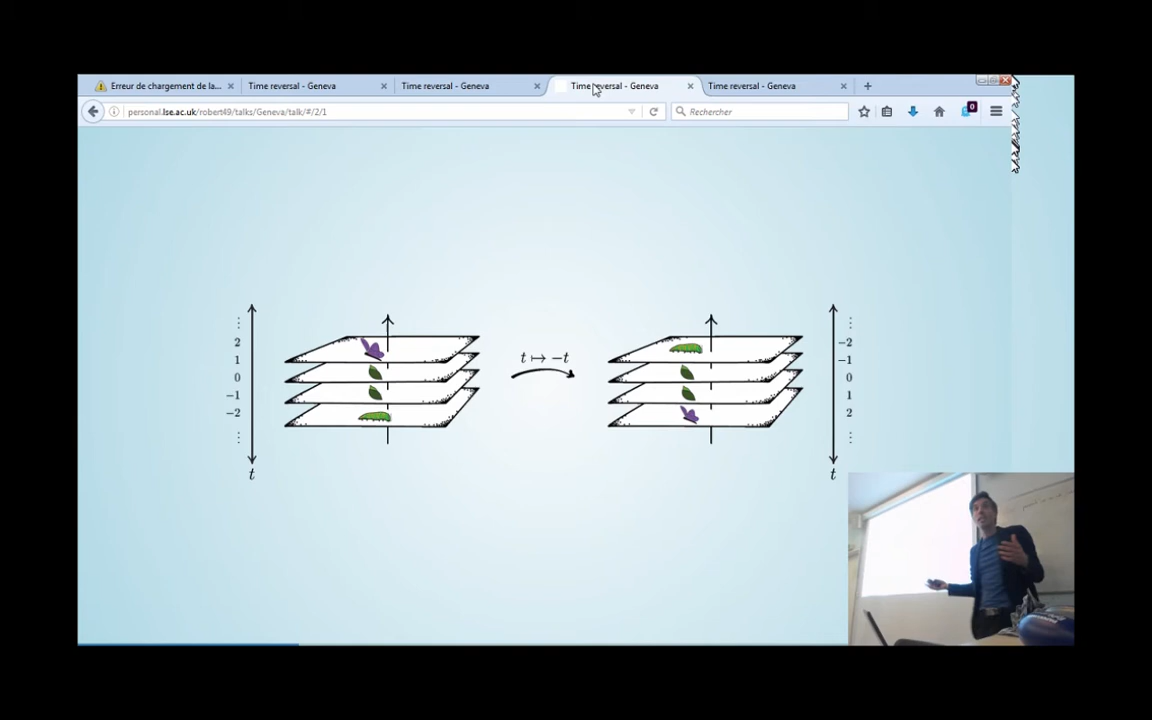 Erreur de chargement de la...
Time reversal - Geneva
Time reversal - Geneva
Time reversal - Geneva
Time reversal - Geneva
personal.lse.ac.uk/robert49/talks/Geneva/talk/#/2/1
Rechercher
0
⋮
2
1
0
−1
−2
⋮
t
t ↦ −t
⋮
−2
−1
0
1
2
⋮
t